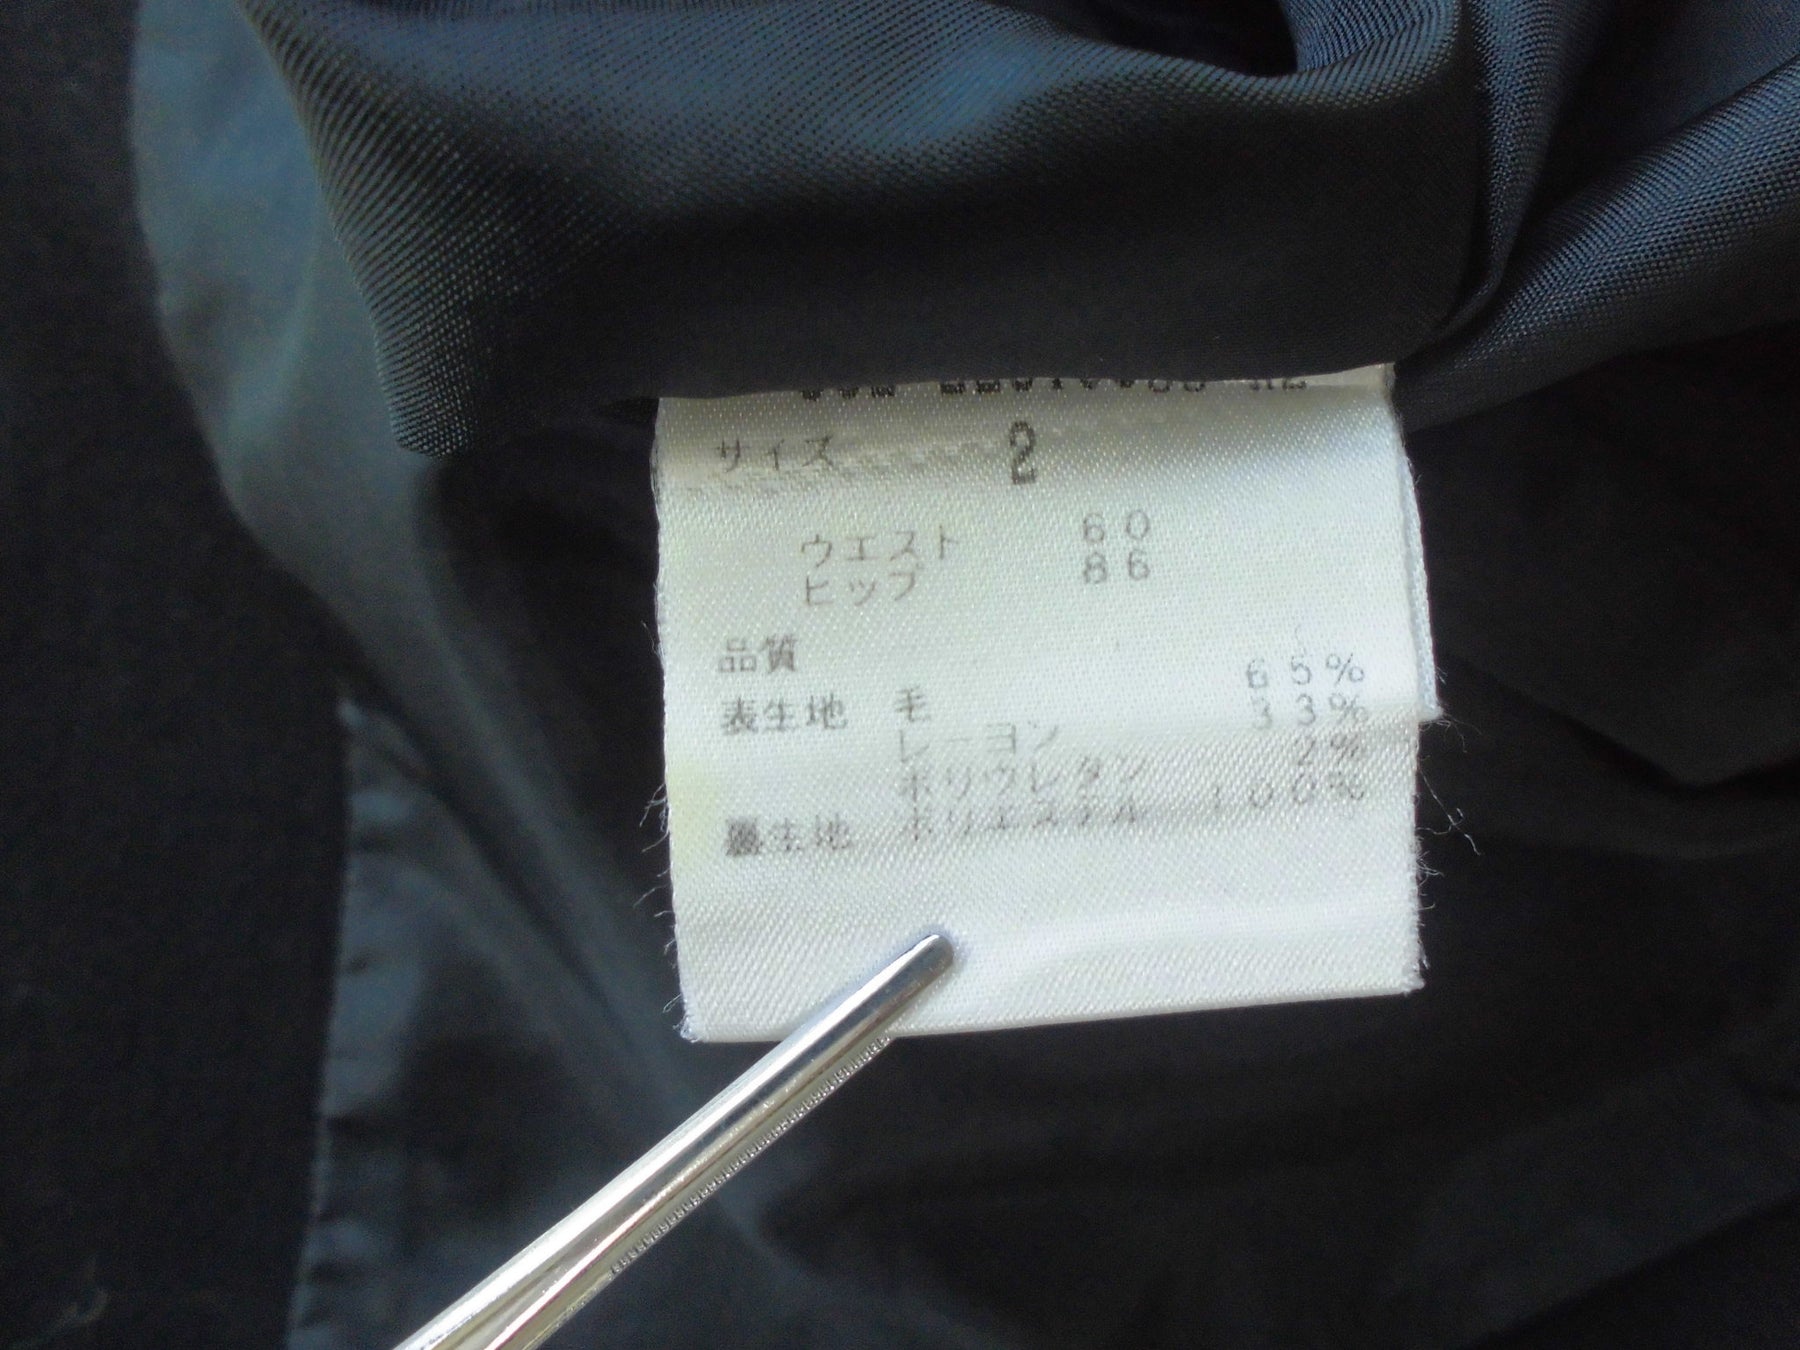 サイズ 2
ウエスト 60
ヒップ 86
品質
表生地 毛 65%
レーヨン 33%
ポリウレタン 2%
裏生地 ポリエステル 100%